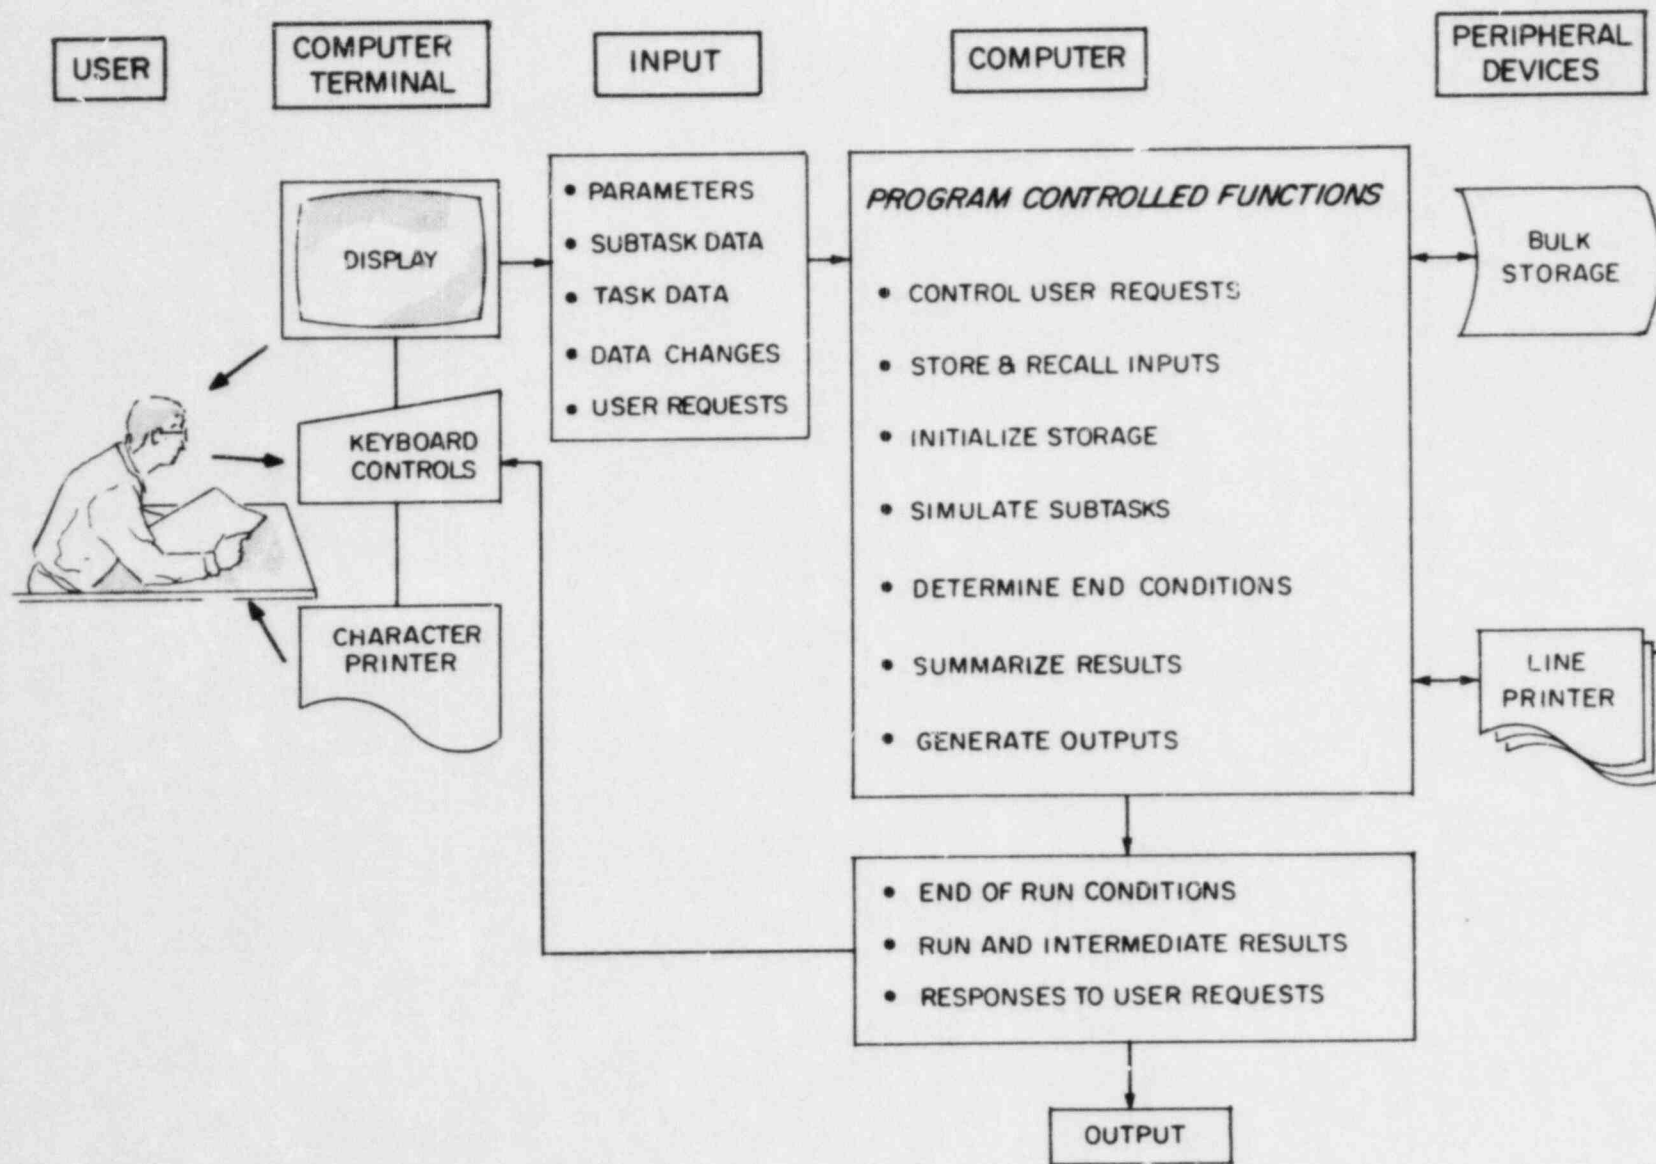 USER
COMPUTER
TERMINAL
INPUT
COMPUTER
PERIPHERAL
DEVICES
DISPLAY
KEYBOARD
CONTROLS
CHARACTER
PRINTER
• PARAMETERS
• SUBTASK DATA
• TASK DATA
• DATA CHANGES
• USER REQUESTS
PROGRAM CONTROLLED FUNCTIONS
• CONTROL USER REQUESTS
• STORE & RECALL INPUTS
• INITIALIZE STORAGE
• SIMULATE SUBTASKS
• DETERMINE END CONDITIONS
• SUMMARIZE RESULTS
• GENERATE OUTPUTS
BULK
STORAGE
LINE
PRINTER
• END OF RUN CONDITIONS
• RUN AND INTERMEDIATE RESULTS
• RESPONSES TO USER REQUESTS
OUTPUT